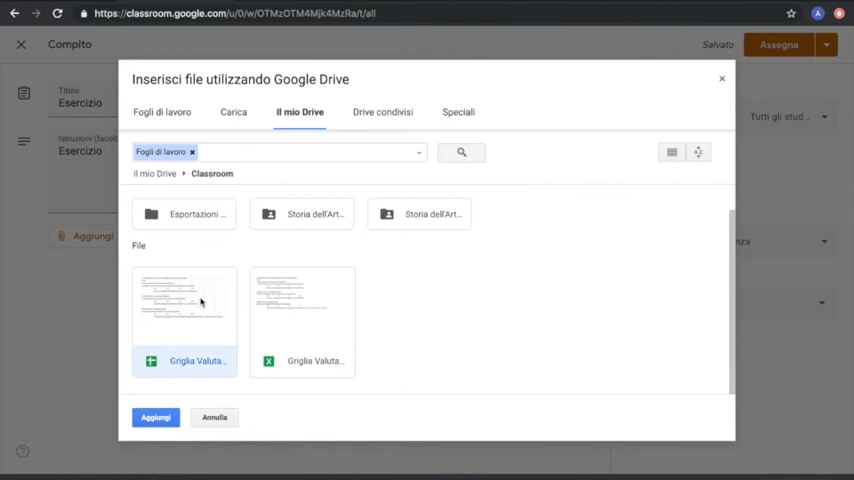 https://classroom.google.com/u/0/w/OTMzOTM4Mjk4MzRa/t/all
A
Compito
Salvato
Assegna
Inserisci file utilizzando Google Drive
Fogli di lavoro
Carica
Il mio Drive
Drive condivisi
Speciali
Titolo
Esercizio
Tutti gli stud...
Istruzioni (facolt
Esercizio
Fogli di lavoro
Il mio Drive
Classroom
Esportazioni ...
Storia dell'Art...
Storia dell'Art...
Aggiungi
nza
File
Griglia Valuta...
Griglia Valuta...
Aggiungi
Annulla